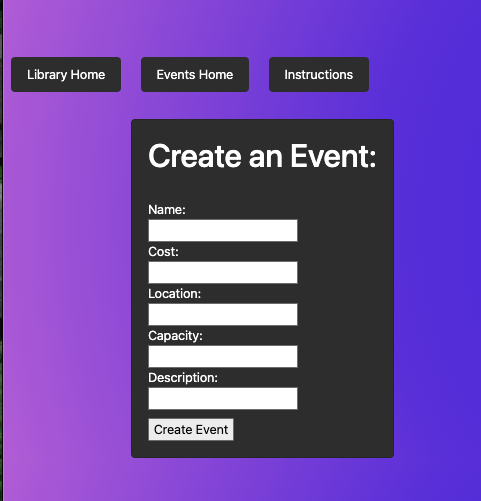 Library Home Events Home Instructions
Create an Event:
Name:
Cost:
Location:
Capacity:
Description:
Create Event